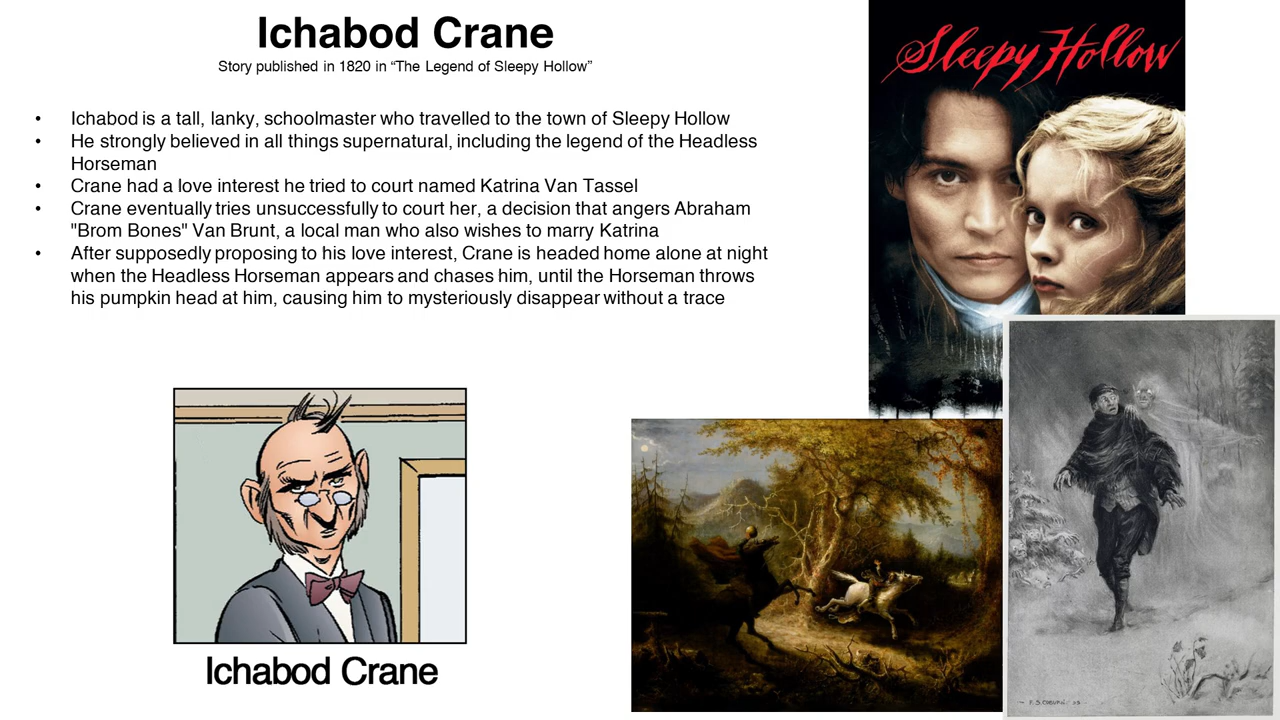 Ichabod Crane
Story published in 1820 in “The Legend of Sleepy Hollow”
• Ichabod is a tall, lanky, schoolmaster who travelled to the town of Sleepy Hollow
• He strongly believed in all things supernatural, including the legend of the Headless
Horseman
• Crane had a love interest he tried to court named Katrina Van Tassel
• Crane eventually tries unsuccessfully to court her, a decision that angers Abraham
"Brom Bones" Van Brunt, a local man who also wishes to marry Katrina
• After supposedly proposing to his love interest, Crane is headed home alone at night
when the Headless Horseman appears and chases him, until the Horseman throws
his pumpkin head at him, causing him to mysteriously disappear without a trace
Sleepy Hollow
Ichabod Crane